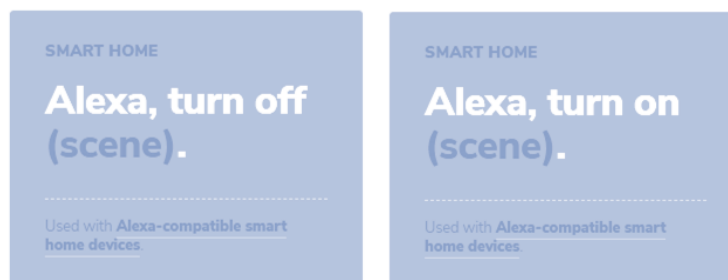 SMART HOME
Alexa, turn off
(scene).
Used with Alexa-compatible smart
home devices.
SMART HOME
Alexa, turn on
(scene).
Used with Alexa-compatible smart
home devices.